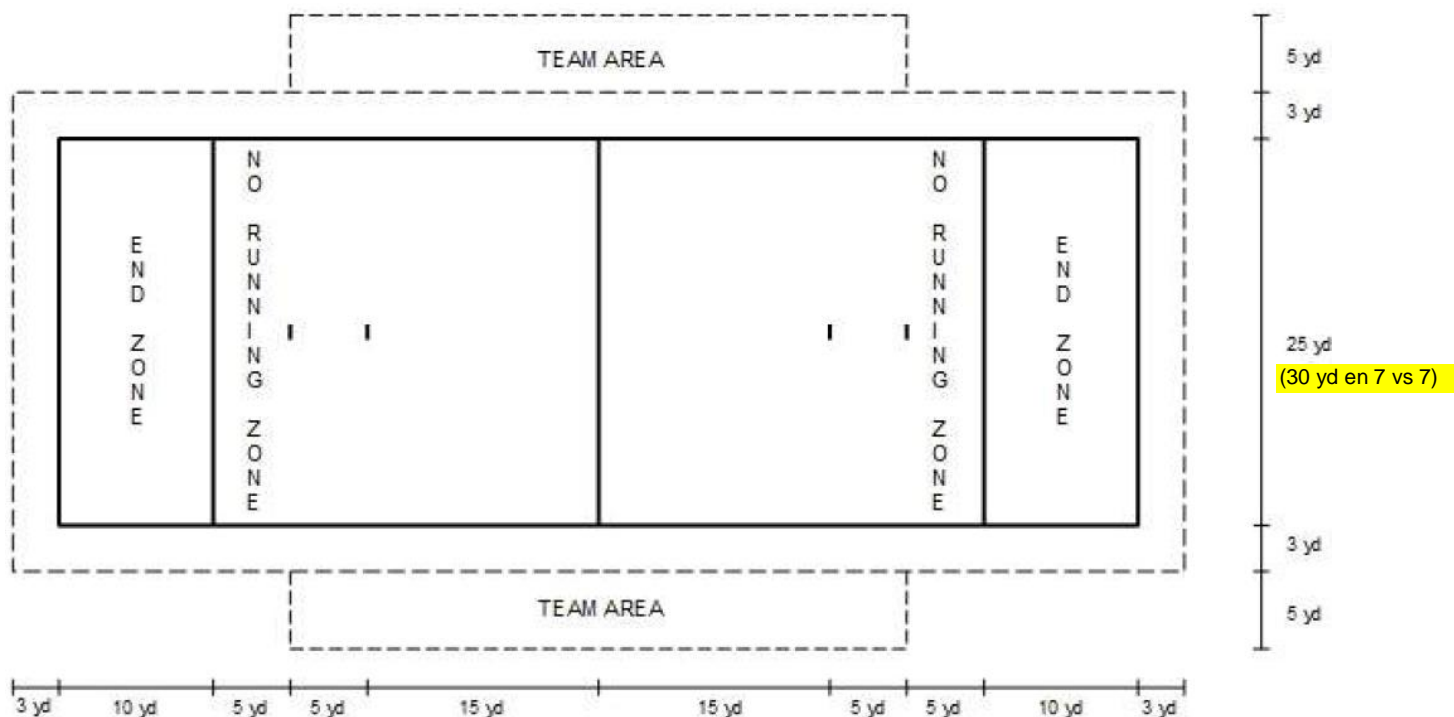 TEAM AREA
5 yd
3 yd
END ZONE
NO RUNNING ZONE
NO RUNNING ZONE
END ZONE
25 yd
(30 yd en 7 vs 7)
3 yd
TEAM AREA
5 yd
3 yd 10 yd 5 yd 5 yd 15 yd 15 yd 5 yd 5 yd 10 yd 3 yd